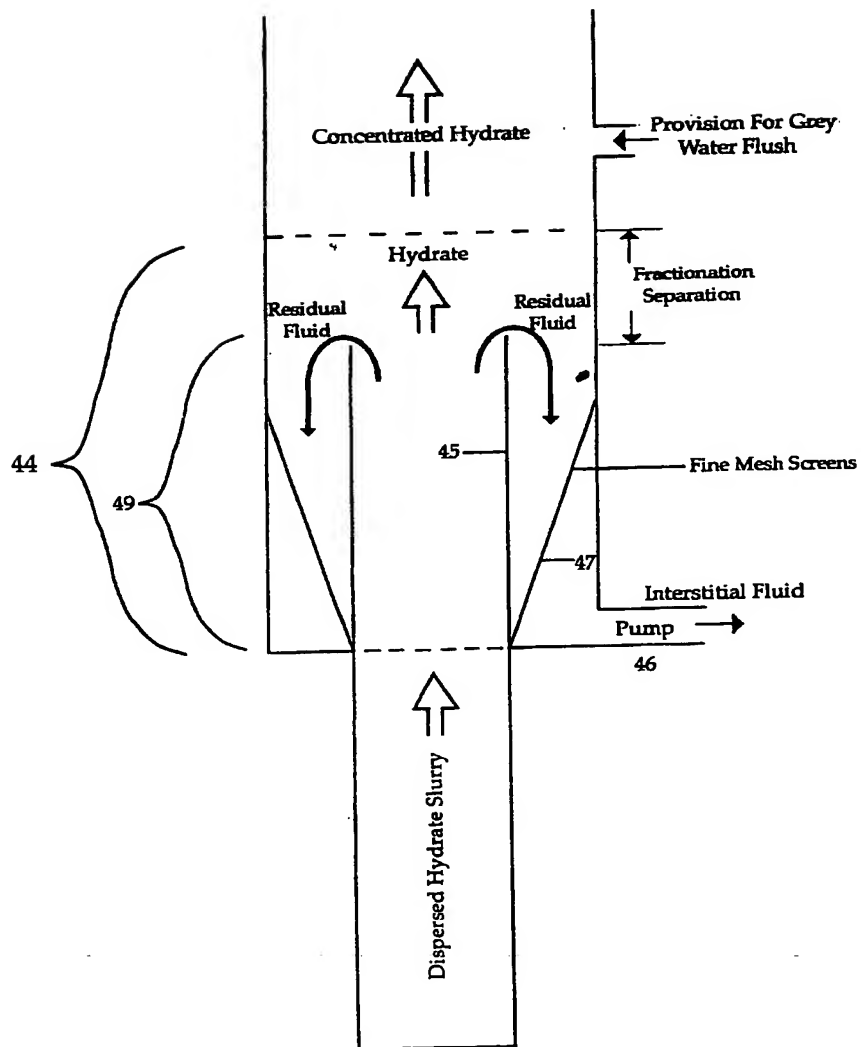 Concentrated Hydrate
Provision For Grey
Water Flush
Hydrate
Fractionation
Separation
Residual
Fluid
Residual
Fluid
44
49
45
Fine Mesh Screens
47
Interstitial Fluid
Pump
46
Dispersed Hydrate Slurry